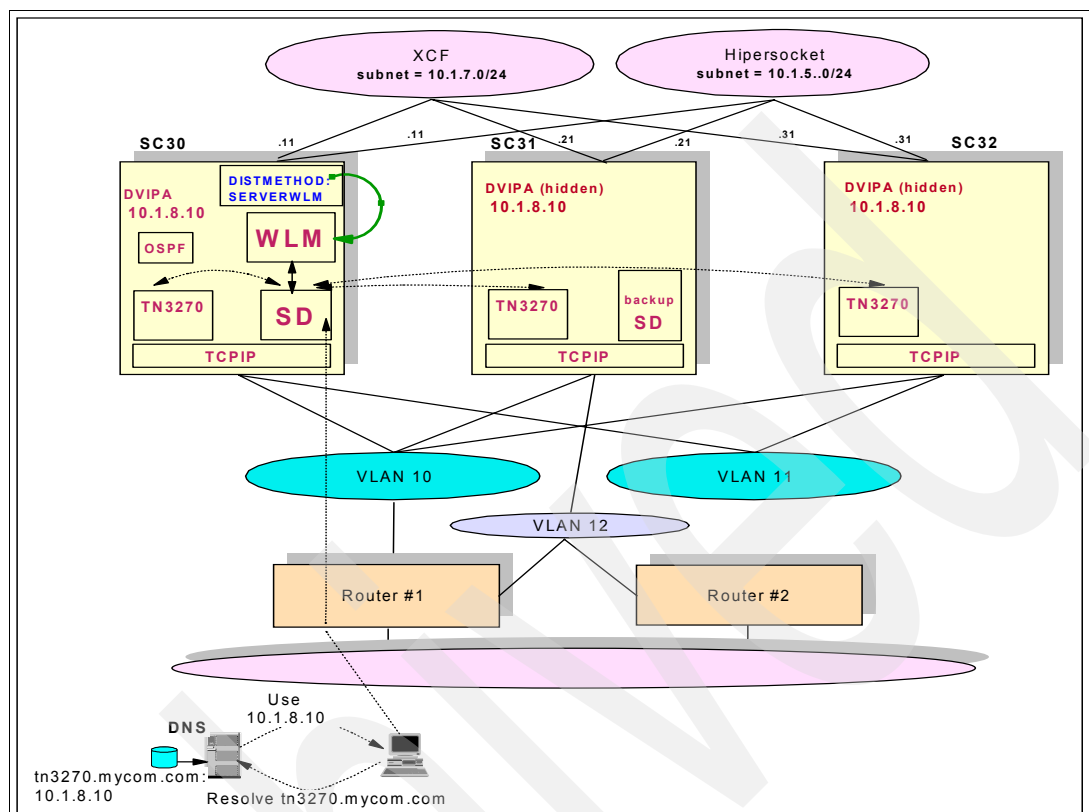 XCF
subnet = 10.1.7.0/24
Hipersocket
subnet = 10.1.5..0/24
SC30
.11
.11
SC31
.21
.21
.31
.31
SC32
DISTMETHOD:
SERVERWLM
DVIPA
10.1.8.10
OSPF
WLM
TN3270
SD
TCPIP
DVIPA (hidden)
10.1.8.10
TN3270
backup
SD
TCPIP
DVIPA (hidden)
10.1.8.10
TN3270
TCPIP
VLAN 10
VLAN 11
VLAN 12
Router #1
Router #2
Use
10.1.8.10
DNS
tn3270.mycom.com:
10.1.8.10
Resolve tn3270.mycom.com